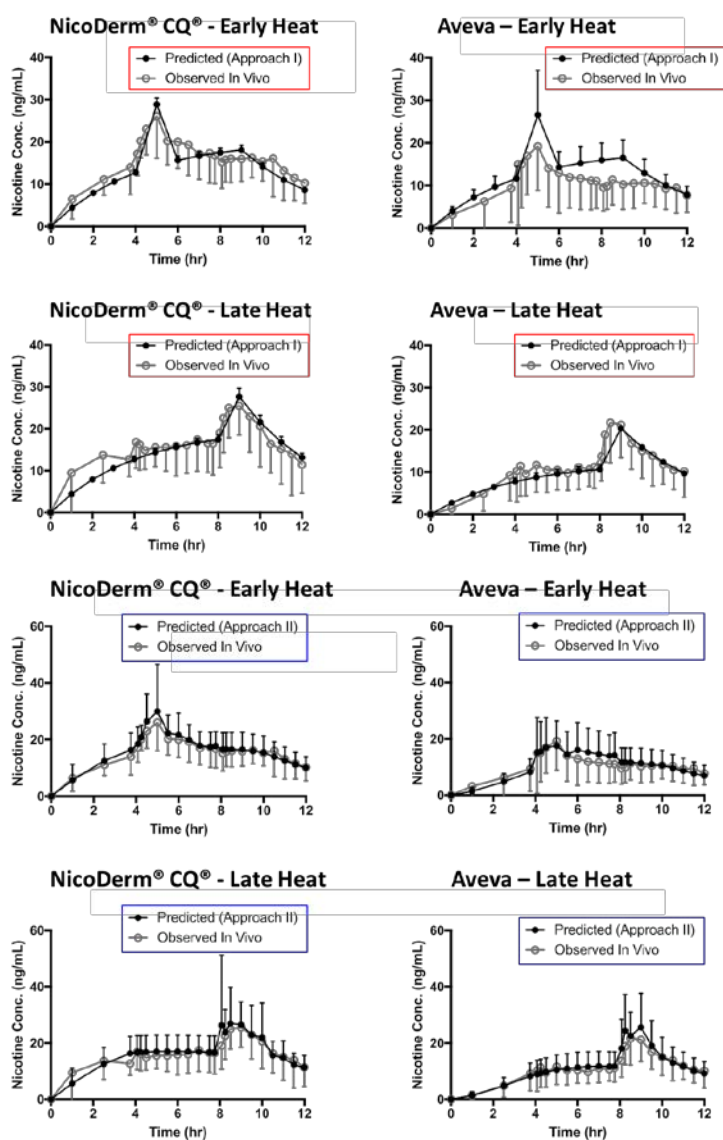 NicoDerm® CQ® - Early Heat
Predicted (Approach I)
Observed In Vivo
Nicotine Conc. (ng/mL)
40
30
20
10
0
0 2 4 6 8 10 12
Time (hr)
Aveva – Early Heat
Predicted (Approach I)
Observed In Vivo
Nicotine Conc. (ng/mL)
40
30
20
10
0
0 2 4 6 8 10 12
Time (hr)
NicoDerm® CQ® - Late Heat
Predicted (Approach I)
Observed In Vivo
Nicotine Conc. (ng/mL)
40
30
20
10
0
0 2 4 6 8 10 12
Time (hr)
Aveva – Late Heat
Predicted (Approach I)
Observed In Vivo
Nicotine Conc. (ng/mL)
40
30
20
10
0
0 2 4 6 8 10 12
Time (hr)
NicoDerm® CQ® - Early Heat
Predicted (Approach II)
Observed In Vivo
Nicotine Conc. (ng/mL)
60
40
20
0
0 2 4 6 8 10 12
Time (hr)
Aveva – Early Heat
Predicted (Approach II)
Observed In Vivo
Nicotine Conc. (ng/mL)
60
40
20
0
0 2 4 6 8 10 12
Time (hr)
NicoDerm® CQ® - Late Heat
Predicted (Approach II)
Observed In Vivo
Nicotine Conc. (ng/mL)
60
40
20
0
0 2 4 6 8 10 12
Time (hr)
Aveva – Late Heat
Predicted (Approach II)
Observed In Vivo
Nicotine Conc. (ng/mL)
60
40
20
0
0 2 4 6 8 10 12
Time (hr)